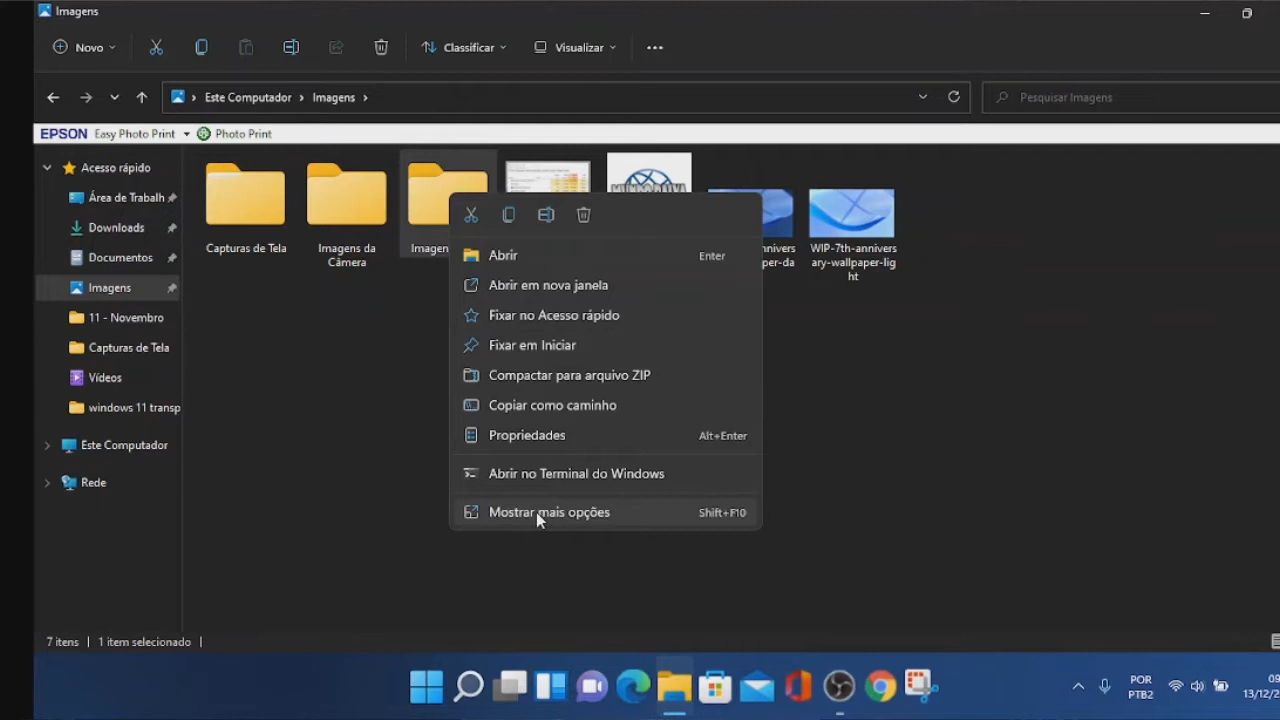 Imagens
Novo
Classificar
Visualizar
Este Computador
Imagens
Pesquisar Imagens
EPSON Easy Photo Print
Photo Print
Acesso rápido
Área de Trabalh
Downloads
Documentos
Imagens
11 - Novembro
Capturas de Tela
Vídeos
windows 11 transp
Este Computador
Rede
Capturas de Tela
Imagens da
Câmera
Imagen
nnivers
per-da
WIP-7th-annivers
ary-wallpaper-lig
ht
Abrir Enter
Abrir em nova janela
Fixar no Acesso rápido
Fixar em Iniciar
Compactar para arquivo ZIP
Copiar como caminho
Propriedades Alt+Enter
Abrir no Terminal do Windows
Mostrar mais opções Shift+F10
7 itens | 1 item selecionado |
POR
PTB2
09
13/12/2